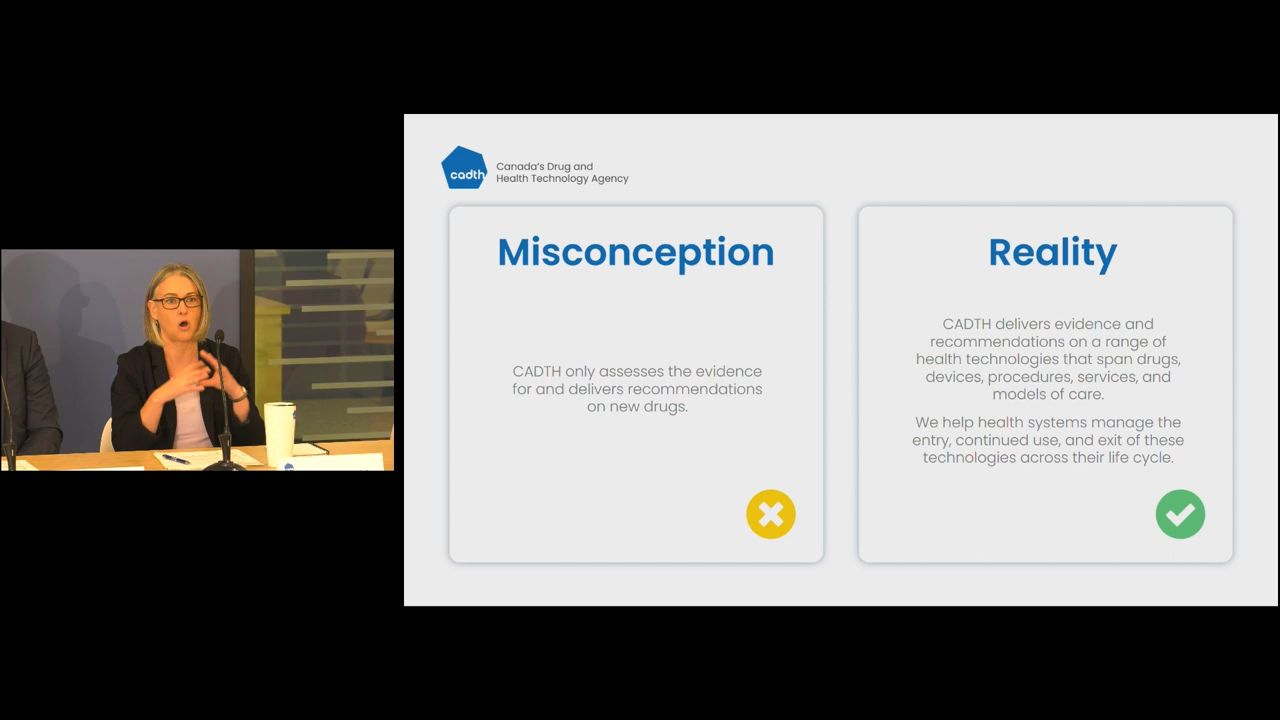 cadth
Canada's Drug and
Health Technology Agency
Misconception
CADTH only assesses the evidence
for and delivers recommendations
on new drugs.
Reality
CADTH delivers evidence and
recommendations on a range of
health technologies that span drugs,
devices, procedures, services, and
models of care.
We help health systems manage the
entry, continued use, and exit of these
technologies across their life cycle.